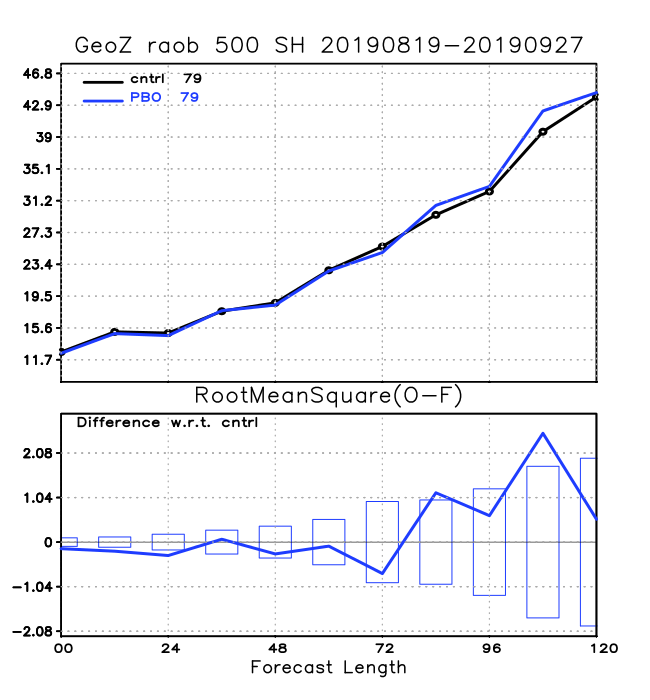 GeoZ raob 500 SH 20190819-20190927
46.8
42.9
39
35.1
31.2
27.3
23.4
19.5
15.6
11.7
cntrl 79
PBO 79
RootMeanSquare(O-F)
Difference w.r.t. cntrl
2.08
1.04
0
-1.04
-2.08
00 24 48 72 96 120
Forecast Length